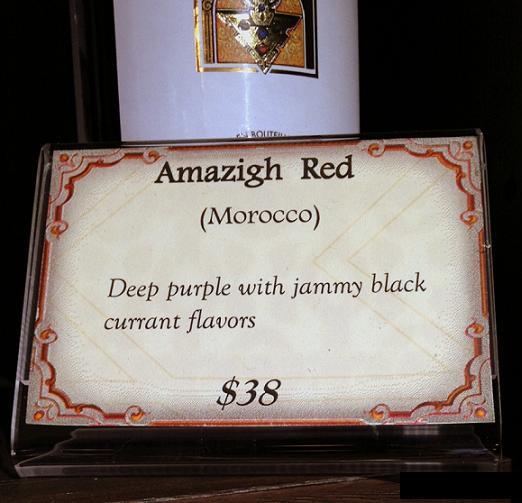 Amazigh Red
(Morocco)
Deep purple with jammy black
currant flavors
$38